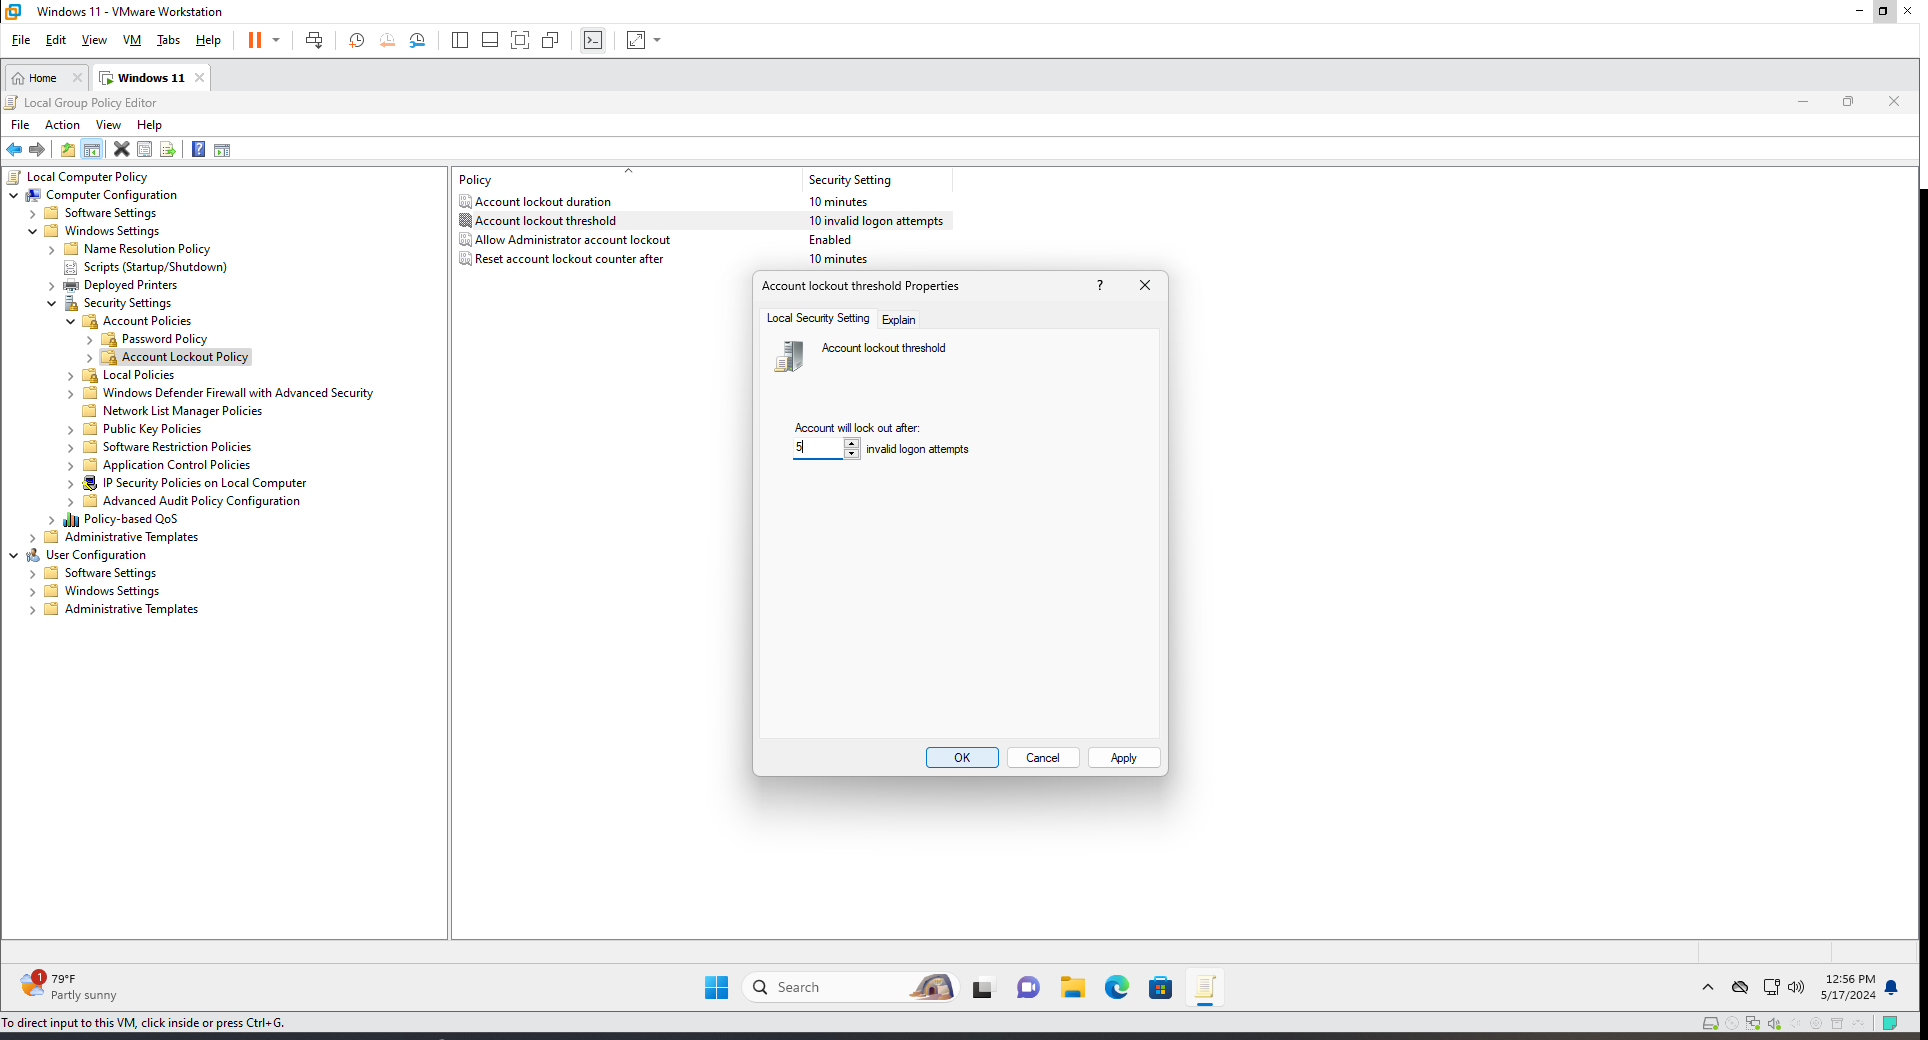 Windows 11 - VMware Workstation
File Edit View VM Tabs Help
Home Windows 11
Local Group Policy Editor
File Action View Help
Local Computer Policy
Computer Configuration
Software Settings
Windows Settings
Name Resolution Policy
Scripts (Startup/Shutdown)
Deployed Printers
Security Settings
Account Policies
Password Policy
Account Lockout Policy
Local Policies
Windows Defender Firewall with Advanced Security
Network List Manager Policies
Public Key Policies
Software Restriction Policies
Application Control Policies
IP Security Policies on Local Computer
Advanced Audit Policy Configuration
Policy-based QoS
Administrative Templates
User Configuration
Software Settings
Windows Settings
Administrative Templates
Policy Security Setting
Account lockout duration 10 minutes
Account lockout threshold 10 invalid logon attempts
Allow Administrator account lockout Enabled
Reset account lockout counter after 10 minutes
Account lockout threshold Properties ?
Local Security Setting Explain
Account lockout threshold
Account will lock out after:
5 invalid logon attempts
OK Cancel Apply
1 79°F
Partly sunny
Search
12:56 PM
5/17/2024
To direct input to this VM, click inside or press Ctrl+G.